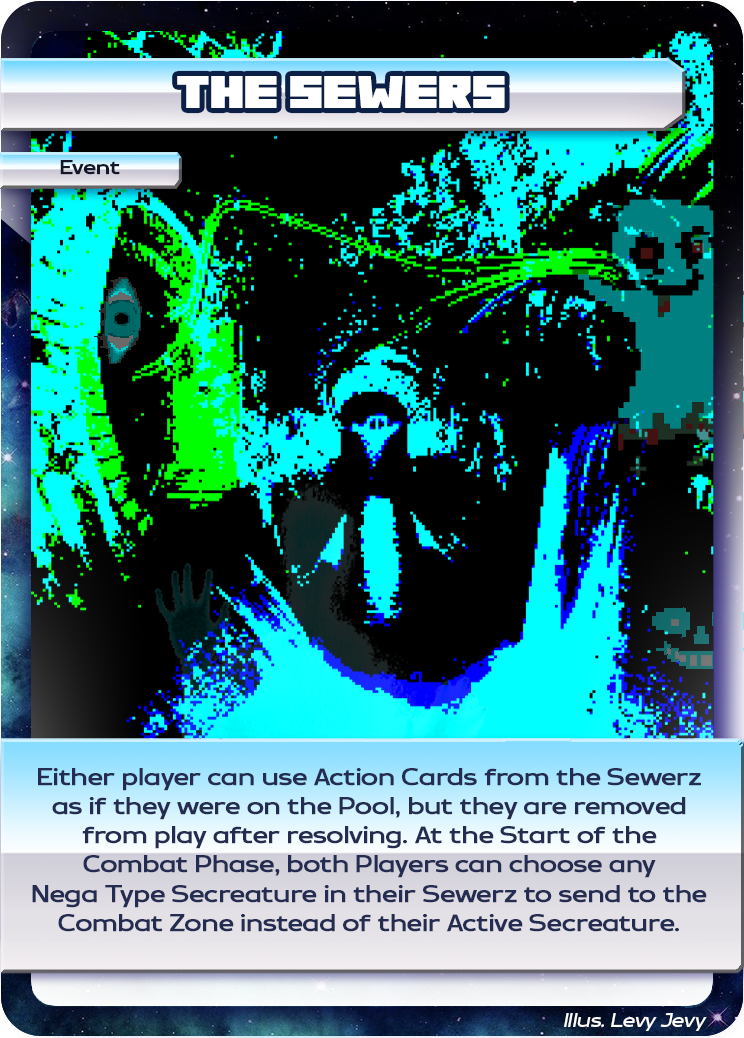 THE SEWERS
Event
Either player can use Action Cards from the Sewerz
as if they were on the Pool, but they are removed
from play after resolving. At the Start of the
Combat Phase, both Players can choose any
Nega Type Secreature in their Sewerz to send to the
Combat Zone instead of their Active Secreature.
Illus. Levy Jevy